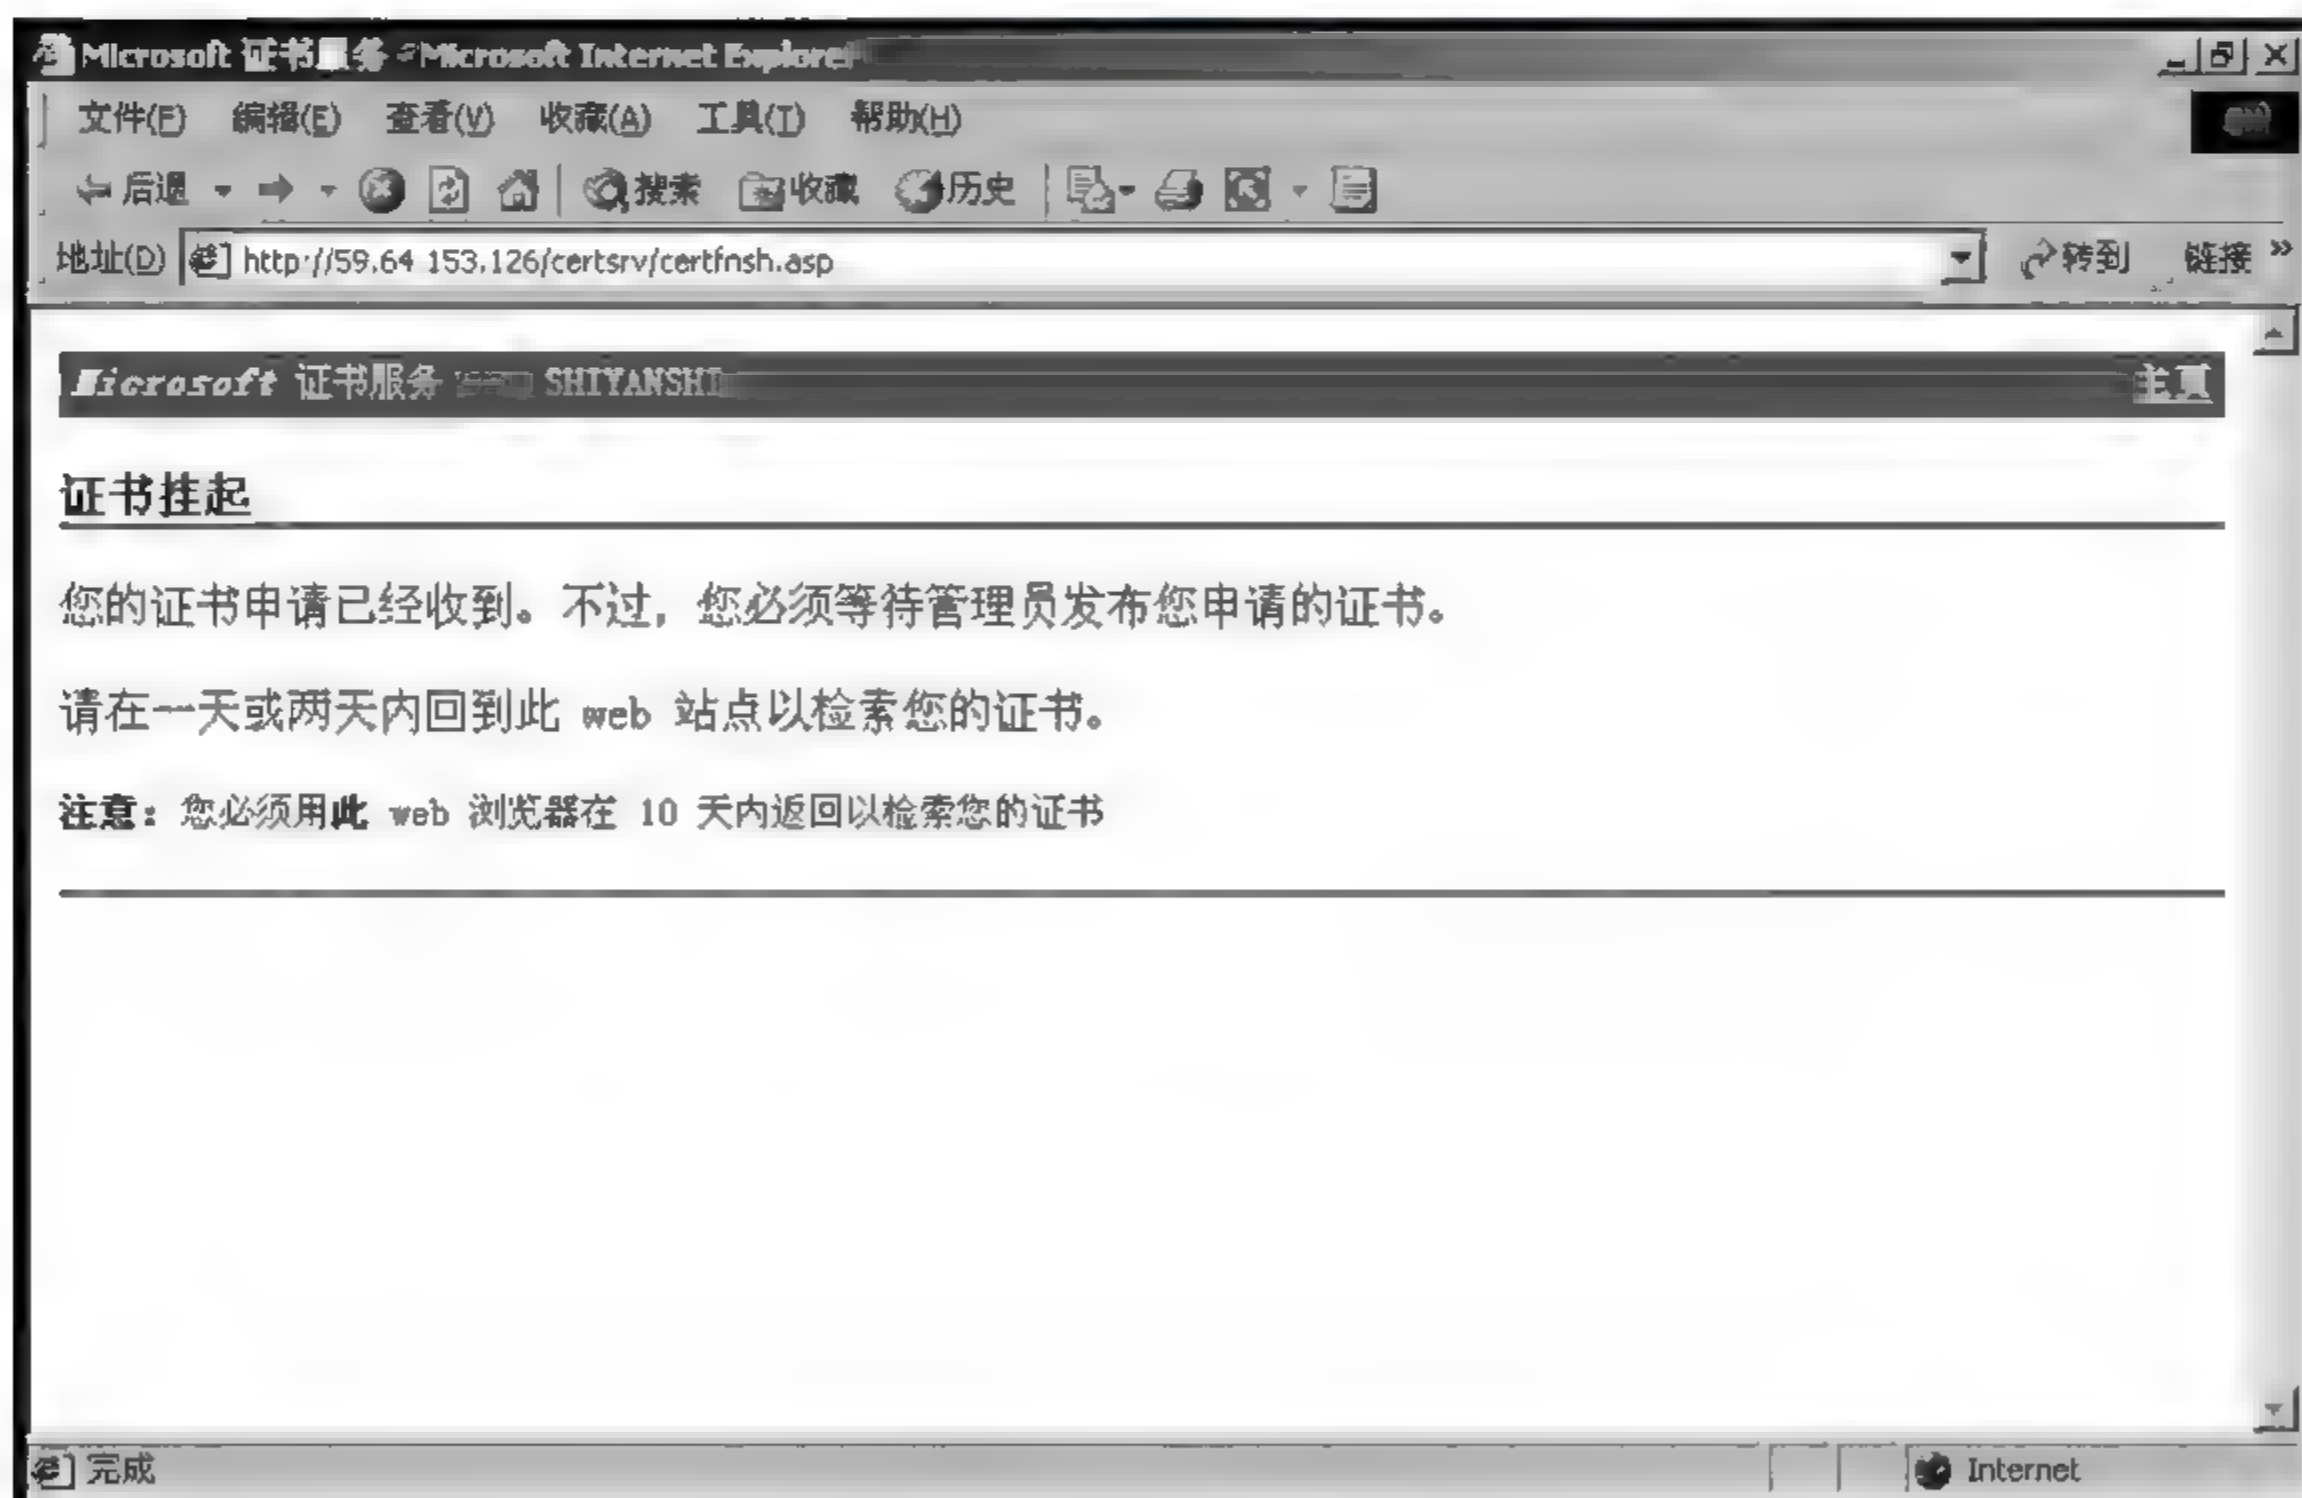 Microsoft 证书服务 - Microsoft Internet Explorer
文件(F) 编辑(E) 查看(V) 收藏(A) 工具(T) 帮助(H)
后退 搜索 收藏 历史
地址(D) http://59.64.153.126/certsrv/certfnsh.asp 转到 链接 »
Microsoft 证书服务 SHIYANSHI 主页
证书挂起
您的证书申请已经收到。不过，您必须等待管理员发布您申请的证书。
请在一天或两天内回到此 web 站点以检索您的证书。
注意：您必须用此 web 浏览器在 10 天内返回以检索您的证书
完成 Internet